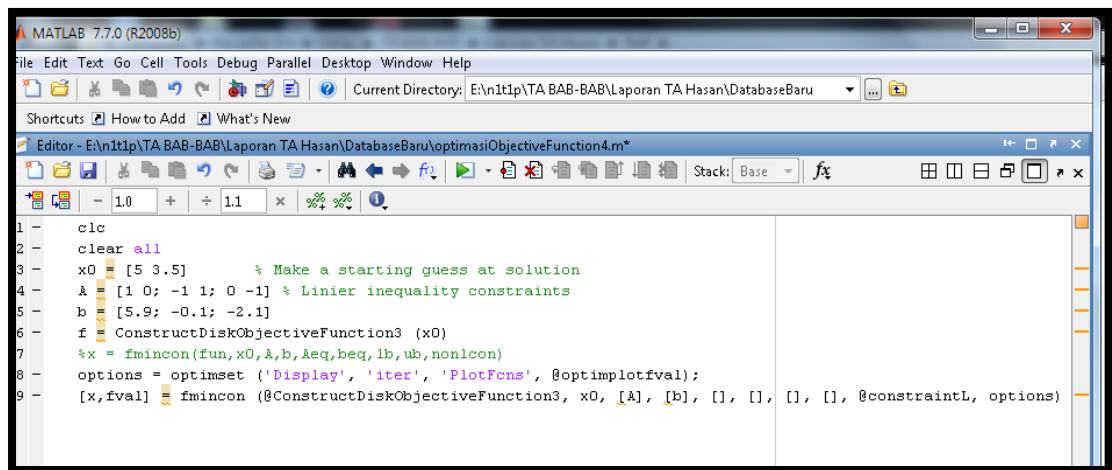 MATLAB 7.7.0 (R2008b)
File Edit Text Go Cell Tools Debug Parallel Desktop Window Help
Current Directory: E:\n1t1p\TA BAB-BAB\Laporan TA Hasan\DatabaseBaru
Shortcuts How to Add What's New
Editor - E:\n1t1p\TA BAB-BAB\Laporan TA Hasan\DatabaseBaru\optimasiObjectiveFunction4.m*
Stack: Base fx
- 1.0 + ÷ 1.1 ×
1 - clc
2 - clear all
3 - x0 = [5 3.5] % Make a starting guess at solution
4 - A = [1 0; -1 1; 0 -1] % Linier inequality constraints
5 - b = [5.9; -0.1; -2.1]
6 - f = ConstructDiskObjectiveFunction3 (x0)
7 %x = fmincon(fun,x0,A,b,Aeq,beq,lb,ub,nonlcon)
8 - options = optimset ('Display', 'iter', 'PlotFcns', @optimplotfval);
9 - [x,fval] = fmincon (@ConstructDiskObjectiveFunction3, x0, [A], [b], [], [], [], [], @constraintL, options)